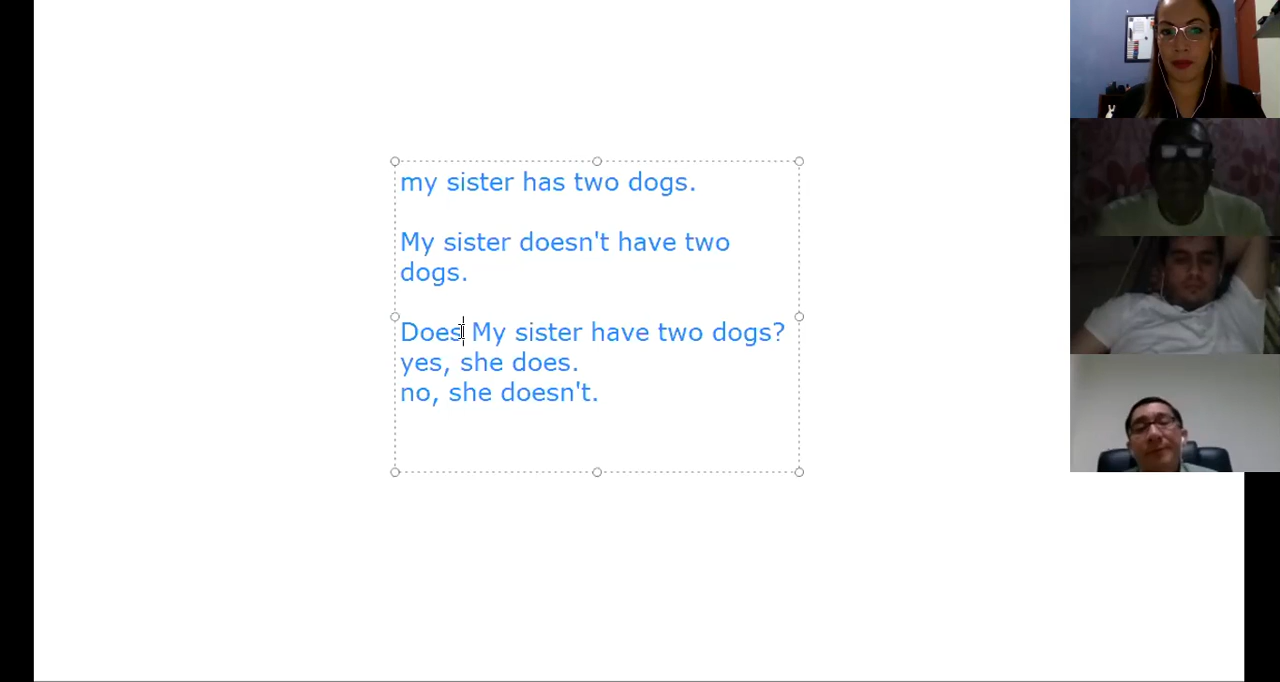 my sister has two dogs.
My sister doesn't have two
dogs.
Does My sister have two dogs?
yes, she does.
no, she doesn't.